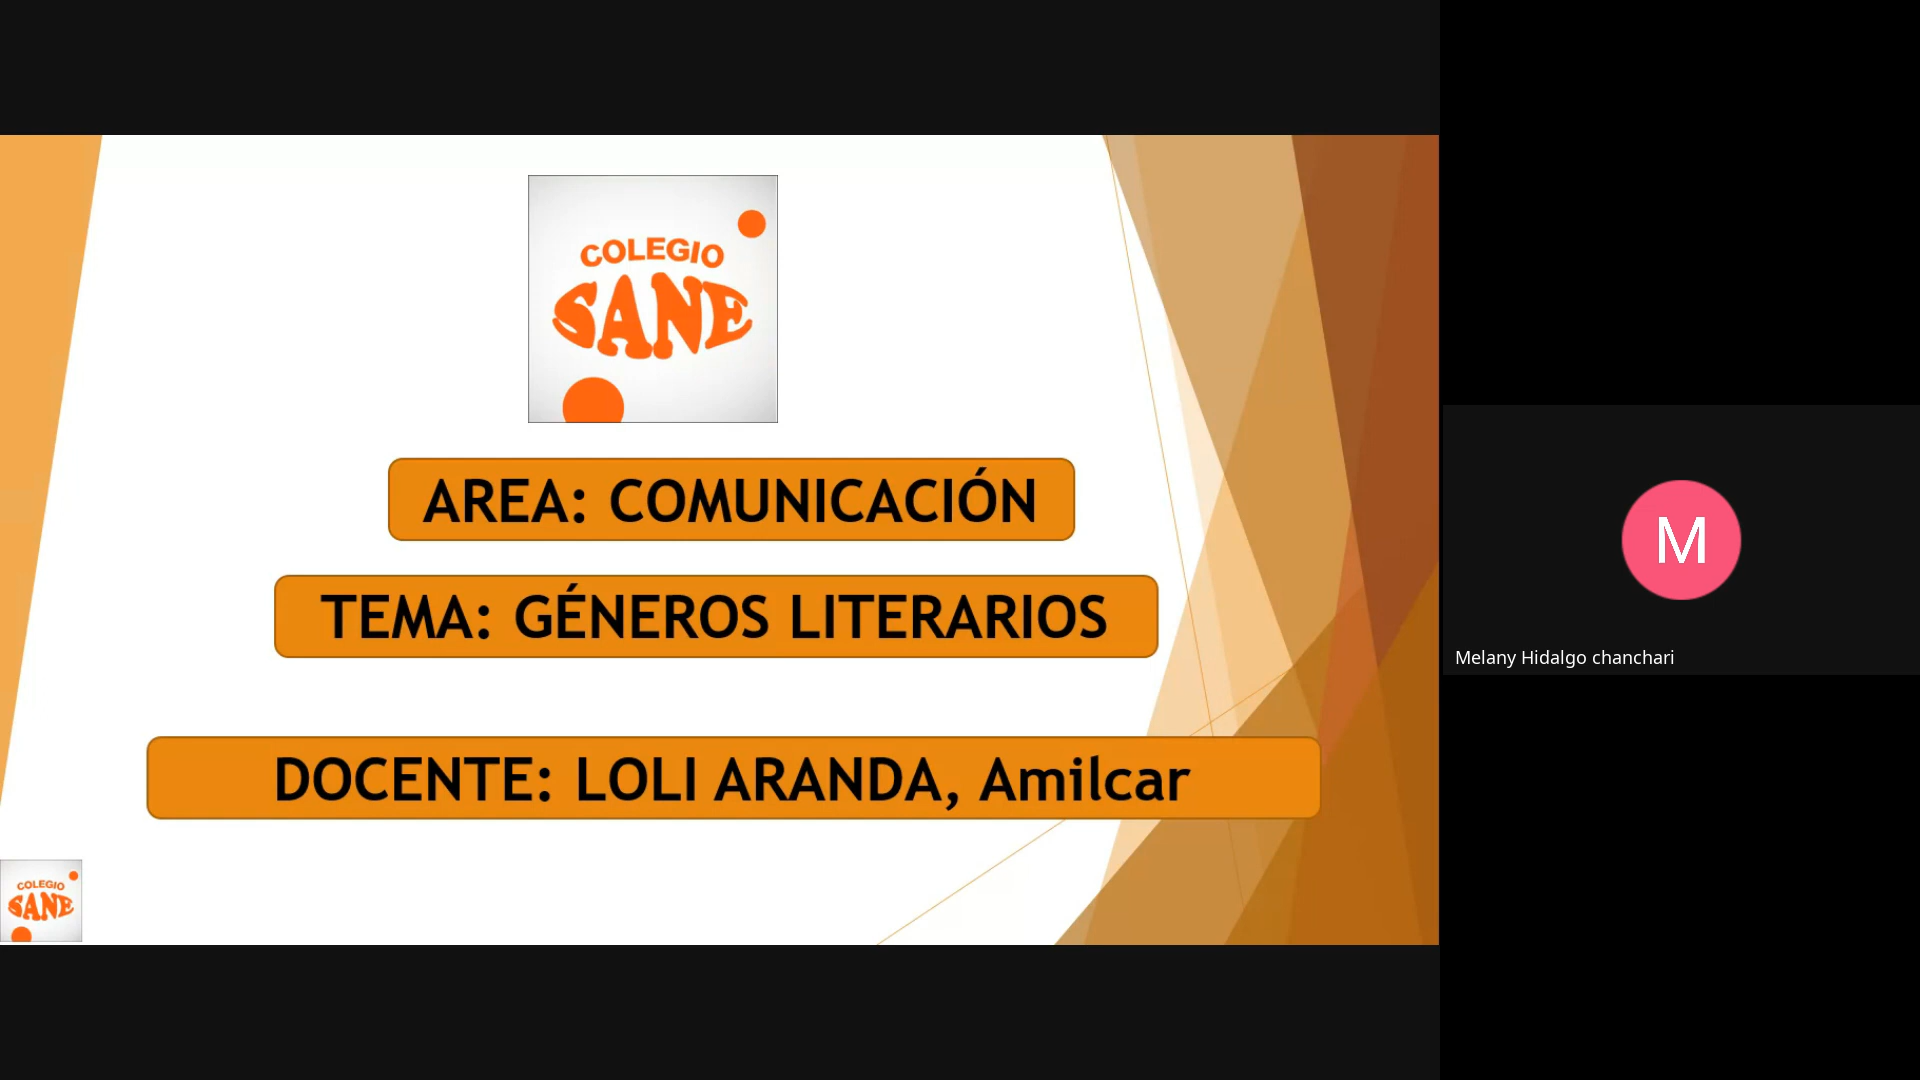 COLEGIO
SANE
AREA: COMUNICACIÓN
TEMA: GÉNEROS LITERARIOS
DOCENTE: LOLI ARANDA, Amilcar
COLEGIO
SANE
M
Melany Hidalgo chanchari